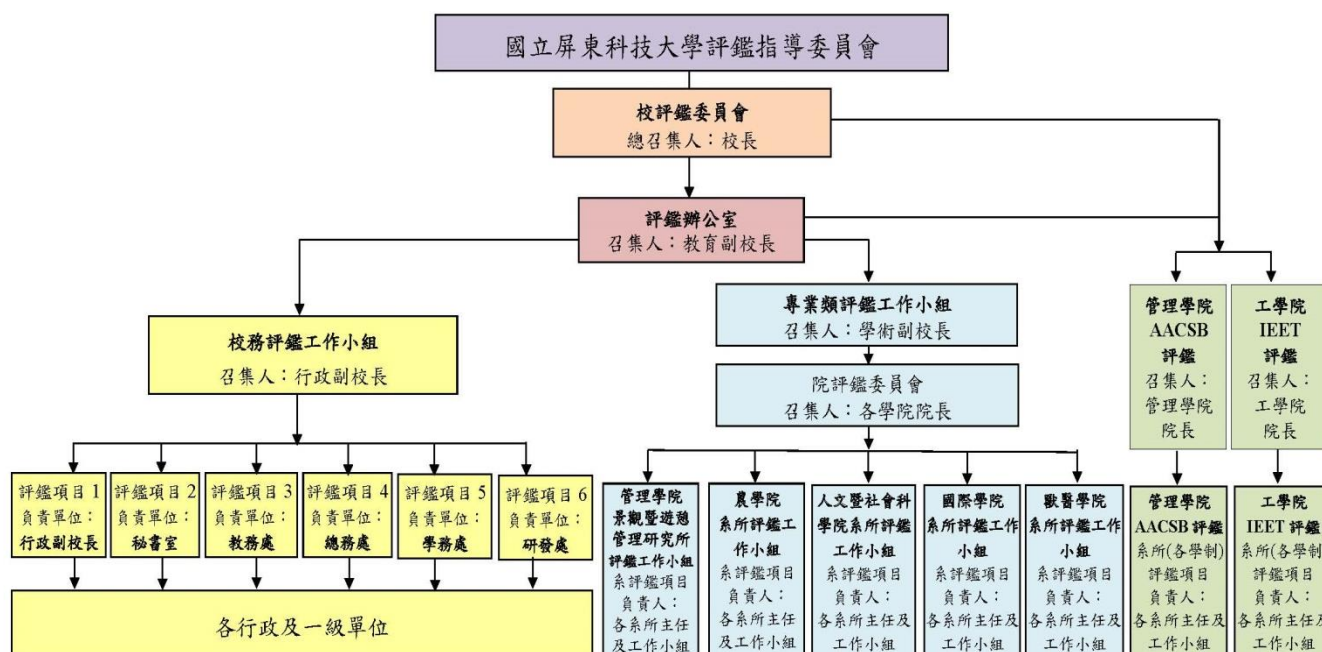 國立屏東科技大學評鑑指導委員會
校評鑑委員會
總召集人：校長
評鑑辦公室
召集人：教育副校長
校務評鑑工作小組
召集人：行政副校長
專業類評鑑工作小組
召集人：學術副校長
院評鑑委員會
召集人：各學院院長
管理學院
AACSB
評鑑
召集人：
管理學院
院長
工學院
IEET
評鑑
召集人：
工學院
院長
評鑑項目 1
負責單位：
行政副校長
評鑑項目 2
負責單位：
秘書室
評鑑項目 3
負責單位：
教務處
評鑑項目 4
負責單位：
總務處
評鑑項目 5
負責單位：
學務處
評鑑項目 6
負責單位：
研發處
各行政及一級單位
管理學院
景觀暨遊憩
管理研究所
評鑑工作小組
系評鑑項目
負責人：
各系所主任
及工作小組
農學院
系所評鑑工
作小組
系評鑑項目
負責人：
各系所主任
及工作小組
人文暨社會科
學院系所評鑑
工作小組
系評鑑項目
負責人：
各系所主任及
工作小組
國際學院
系所評鑑工作
小組
系評鑑項目
負責人：
各系所主任及
工作小組
獸醫學院
系所評鑑工作
小組
系評鑑項目
負責人：
各系所主任及
工作小組
管理學院
AACSB 評鑑
系所(各學制)
評鑑項目
負責人：
各系所主任及
工作小組
工學院
IEET 評鑑
系所(各學制
評鑑項目
負責人：
各系所主任及
工作小組